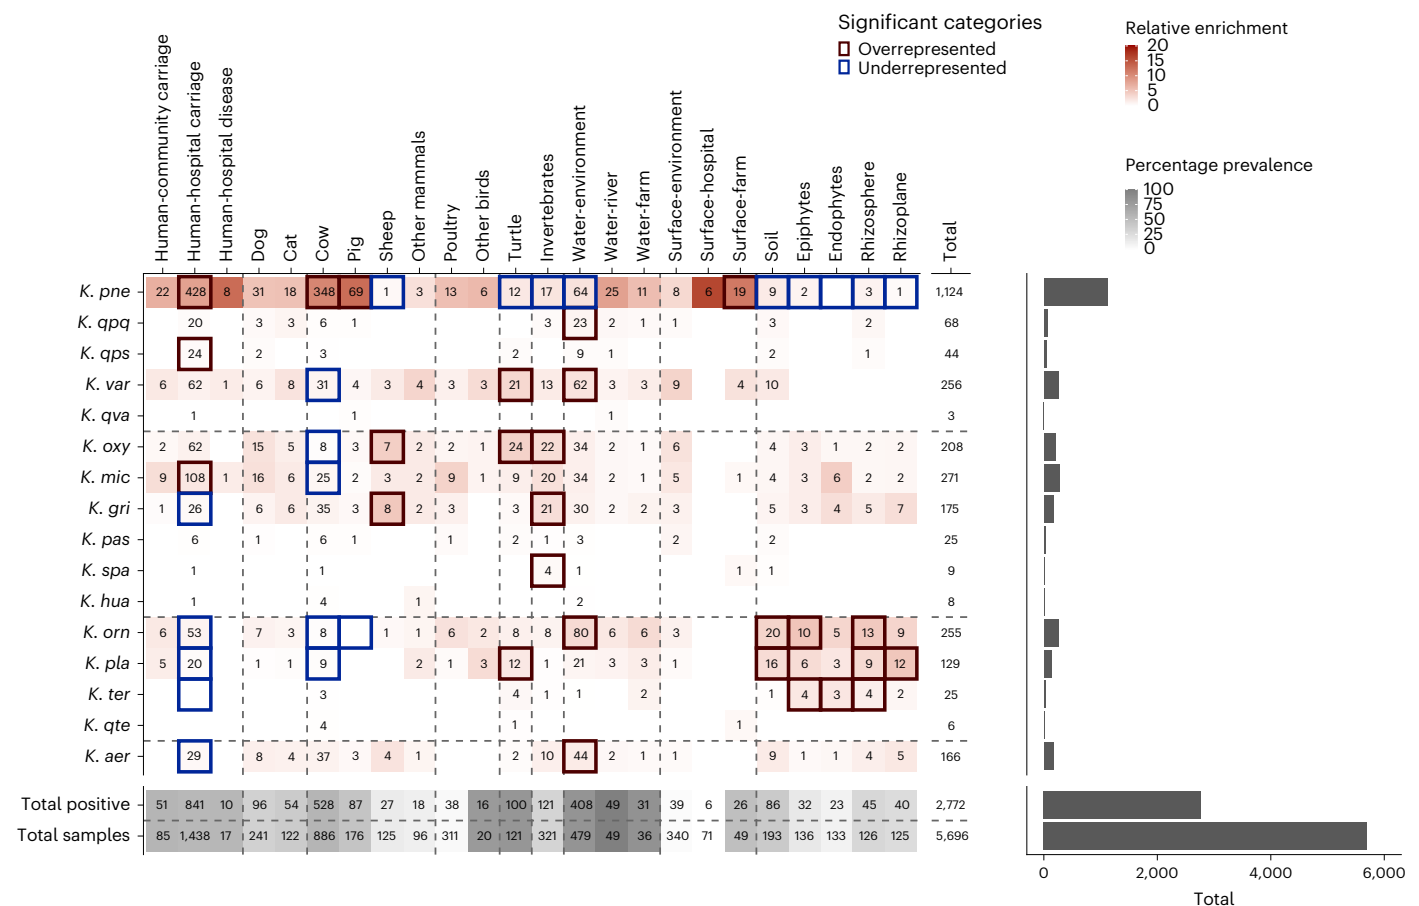 Significant categories
Overrepresented
Underrepresented
Relative enrichment
20
15
10
5
0
Percentage prevalence
100
75
50
25
0
Human-community carriage
Human-hospital carriage
Human-hospital disease
Dog
Cat
Cow
Pig
Sheep
Other mammals
Poultry
Other birds
Turtle
Invertebrates
Water-environment
Water-river
Water-farm
Surface-environment
Surface-hospital
Surface-farm
Soil
Epiphytes
Endophytes
Rhizosphere
Rhizoplane
Total
K. pne 22 428 8 31 18 348 69 1 3 13 6 12 17 64 25 11 8 6 19 9 2 3 1 1,124
K. qpq 20 3 3 6 1 3 23 2 1 1 3 2 68
K. qps 24 2 3 2 9 1 2 1 44
K. var 6 62 1 6 8 31 4 3 4 3 3 21 13 62 3 3 9 4 10 256
K. qva 1 1 1 3
K. oxy 2 62 15 5 8 3 7 2 2 1 24 22 34 2 1 6 4 3 1 2 2 208
K. mic 9 108 1 16 6 25 2 3 2 9 1 9 20 34 2 1 5 1 4 3 6 2 2 271
K. gri 1 26 6 6 35 3 8 2 3 3 21 30 2 2 3 5 3 4 5 7 175
K. pas 6 1 6 1 1 2 1 3 2 2 25
K. spa 1 1 4 1 1 1 9
K. hua 1 4 1 2 8
K. orn 6 53 7 3 8 1 1 6 2 8 8 80 6 6 3 20 10 5 13 9 255
K. pla 5 20 1 1 9 2 1 3 12 1 21 3 3 1 16 6 3 9 12 129
K. ter 3 4 1 1 2 1 4 3 4 2 25
K. qte 4 1 1 6
K. aer 29 8 4 37 3 4 1 2 10 44 2 1 1 9 1 1 4 5 166
Total positive 51 841 10 96 54 528 87 27 18 38 16 100 121 408 49 31 39 6 26 86 32 23 45 40 2,772
Total samples 85 1,438 17 241 122 886 176 125 96 311 20 121 321 479 49 36 340 71 49 193 136 133 126 125 5,696
0 2,000 4,000 6,000
Total